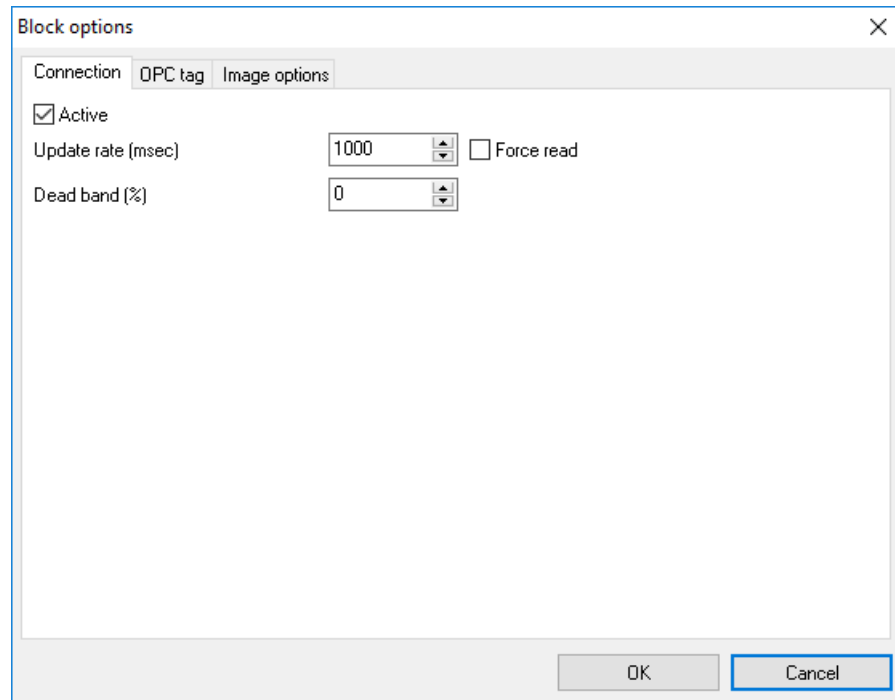 Block options
Connection OPC tag Image options
Active
Update rate (msec) 1000 Force read
Dead band (%) 0
OK Cancel